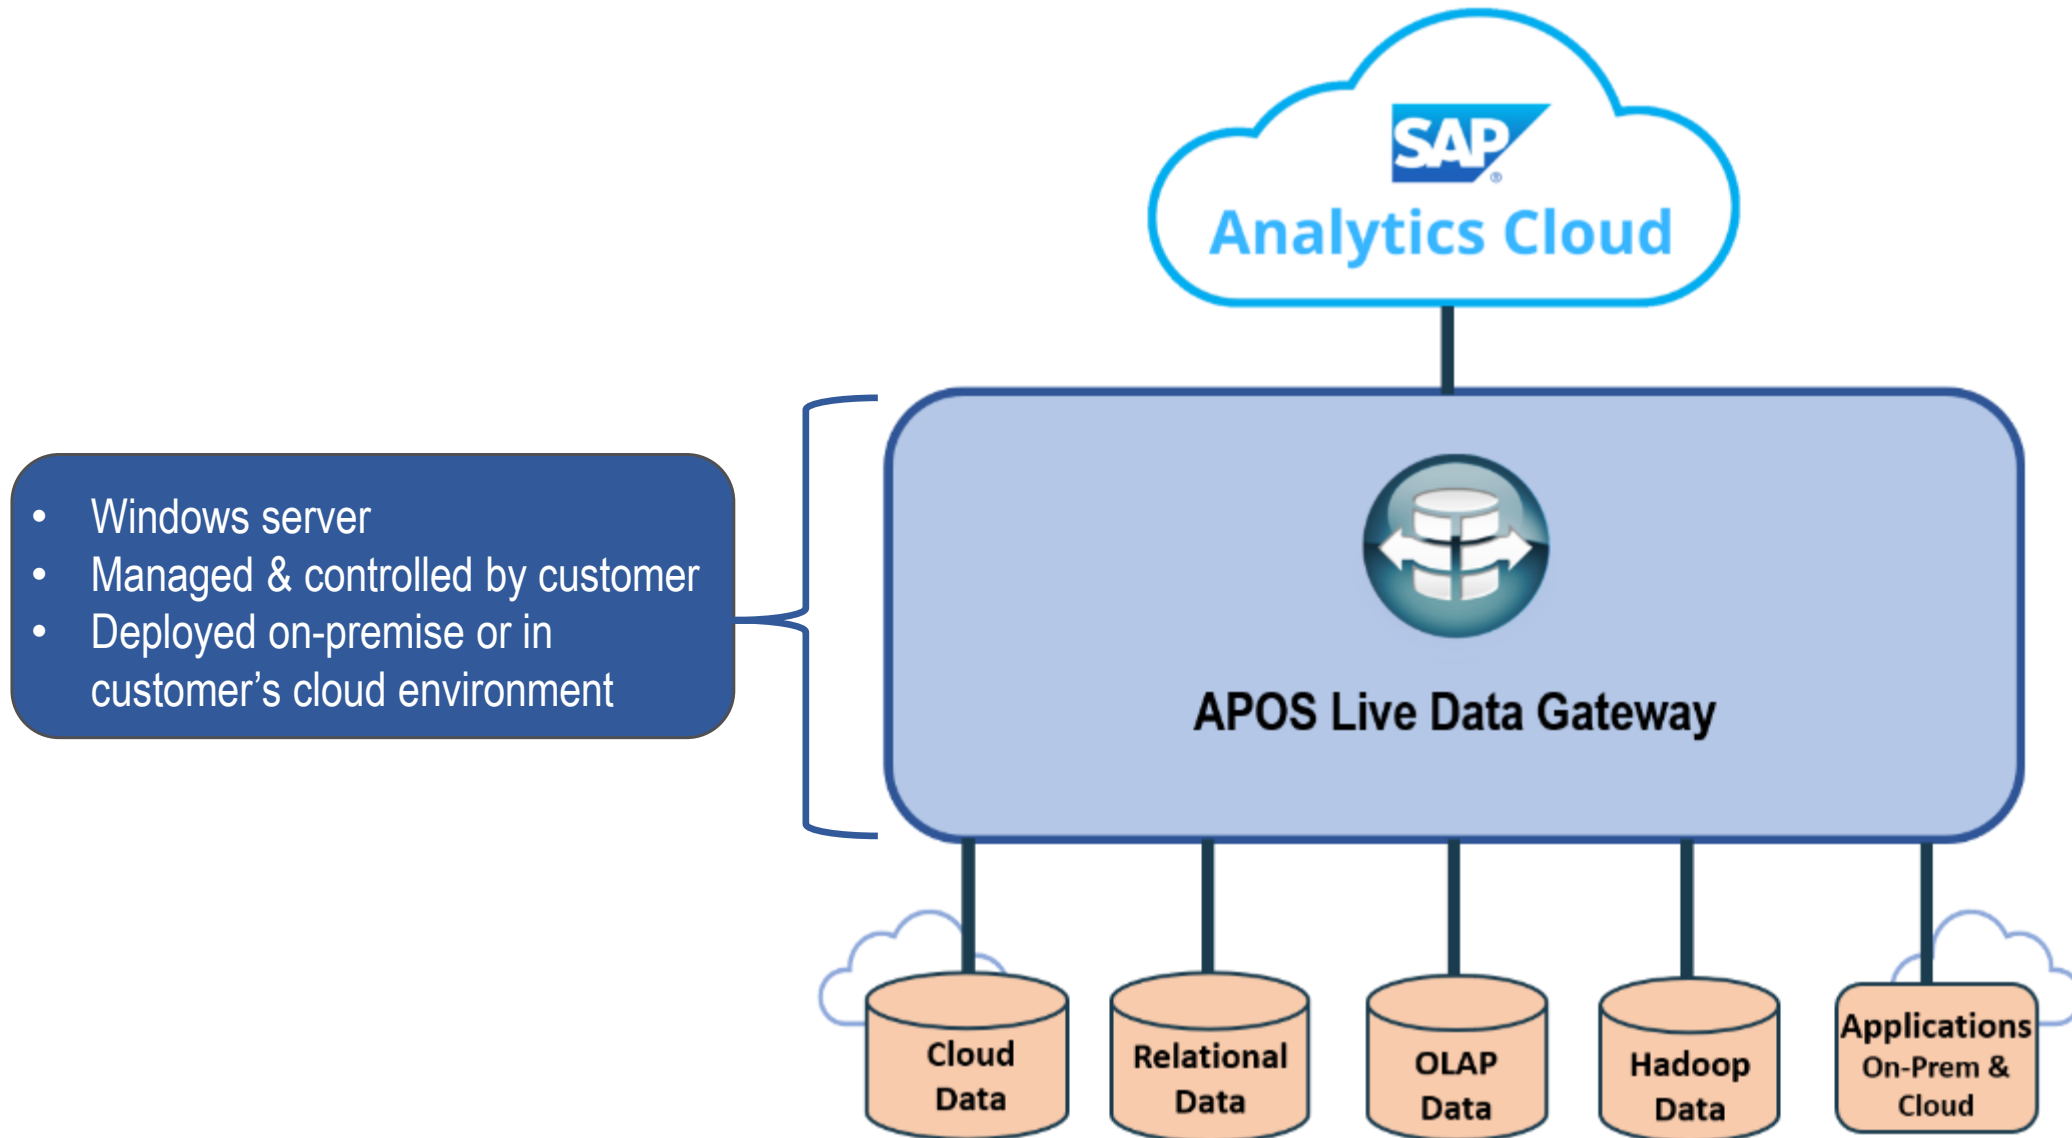 SAP
®
Analytics Cloud
• Windows server
• Managed & controlled by customer
• Deployed on-premise or in
customer’s cloud environment
APOS Live Data Gateway
Cloud
Data
Relational
Data
OLAP
Data
Hadoop
Data
Applications
On-Prem &
Cloud